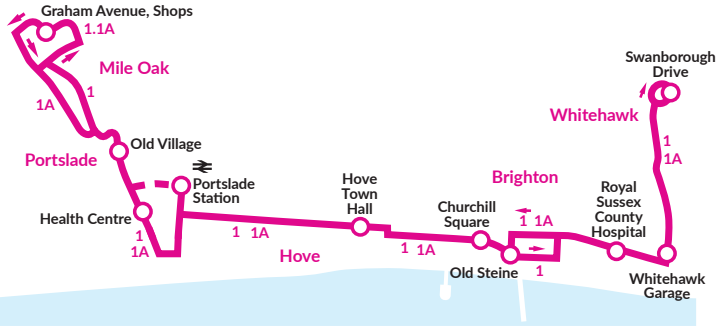 Graham Avenue, Shops
1.1A
Mile Oak
1
1A
Old Village
Portslade
Portslade
Station
Health Centre
1
1A
1 1A
Hove
Hove
Town
Hall
1 1A
Churchill
Square
Old Steine
Brighton
1 1A
1
Royal
Sussex
County
Hospital
Whitehawk
Garage
1
1A
Whitehawk
Swanborough
Drive